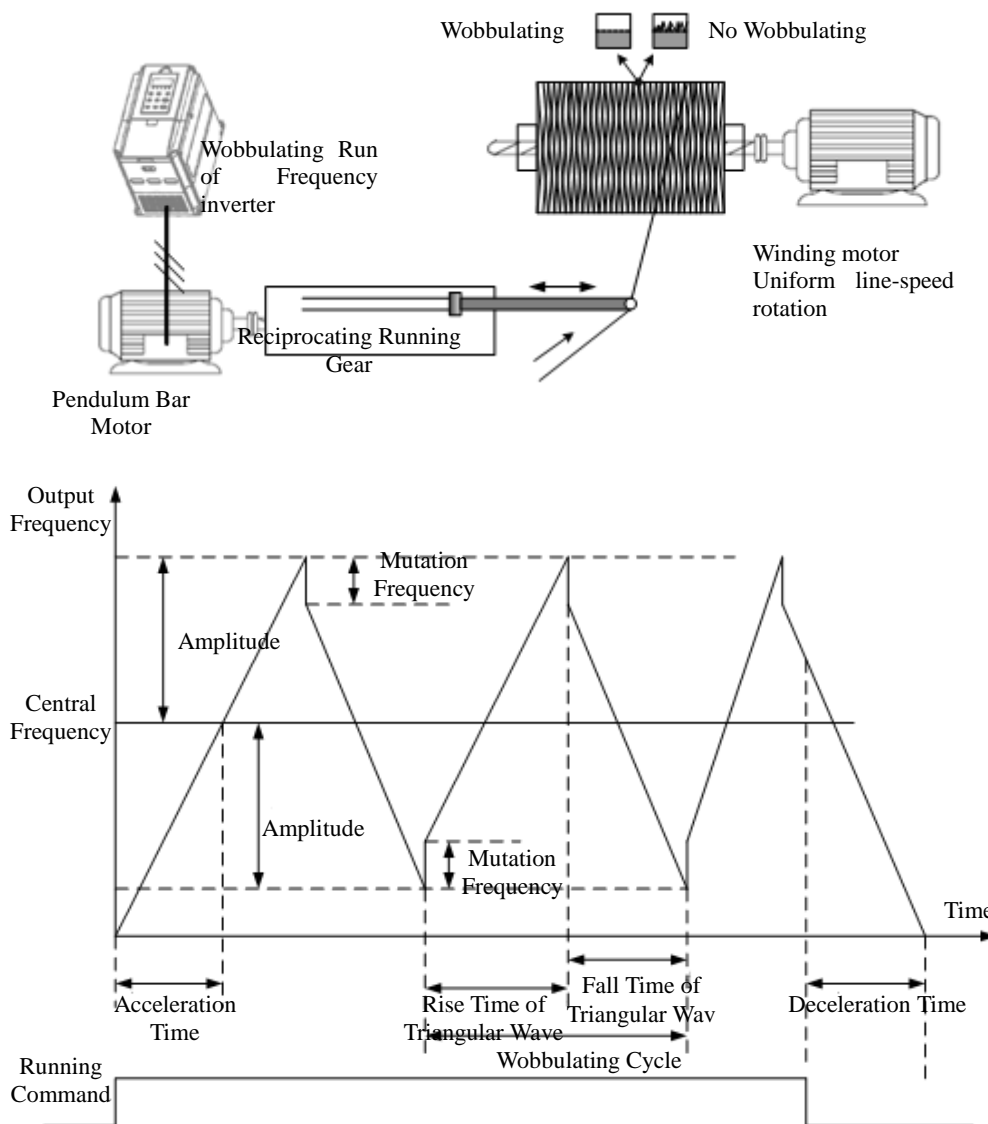 Wobbulating
No Wobbulating
Wobbulating Run
of Frequency
inverter
Winding motor
Uniform line-speed
rotation
Reciprocating Running
Gear
Pendulum Bar
Motor
Output
Frequency
Mutation
Frequency
Amplitude
Central
Frequency
Amplitude
Mutation
Frequency
Time
Acceleration
Time
Rise Time of
Triangular Wave
Fall Time of
Triangular Wav
Deceleration Time
Wobbulating Cycle
Running
Command